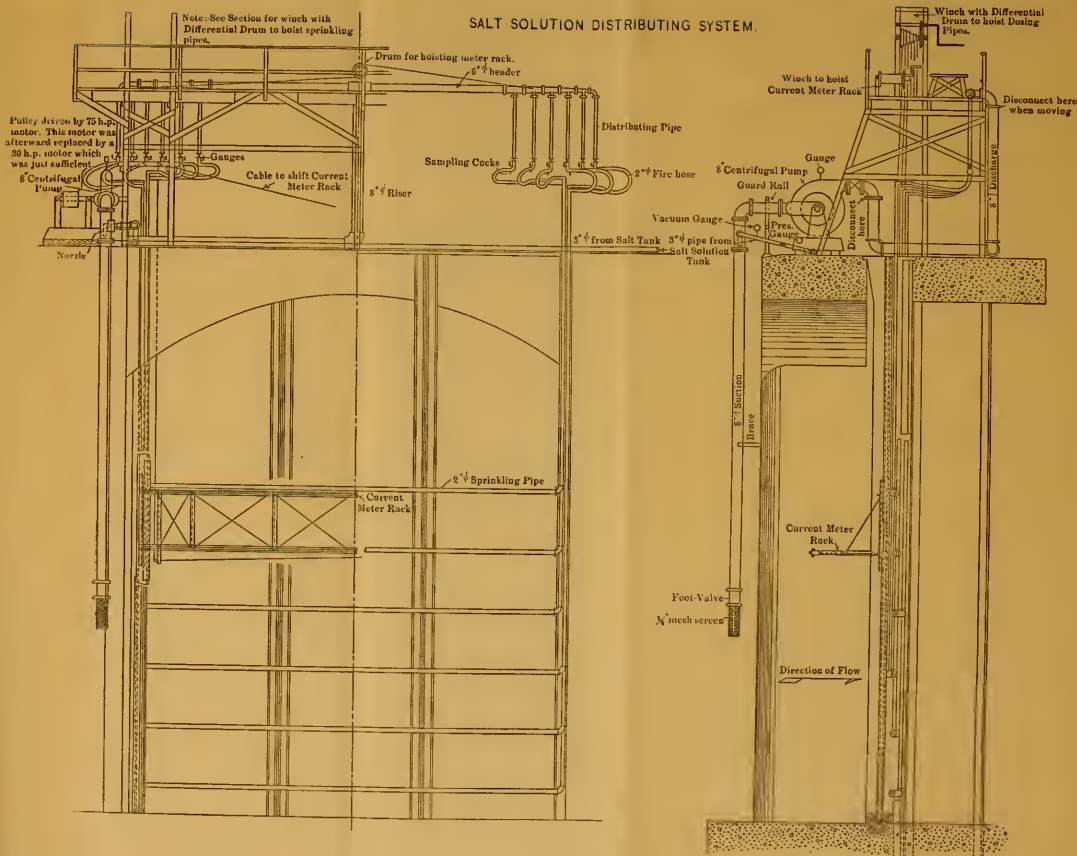 SALT SOLUTION DISTRIBUTING SYSTEM.
Note:-See Section for winch with
Differential Drum to hoist sprinkling
pipes.
Drum for hoisting meter rack.
6"ϕ header
Pulley driven by 75 h.p.
motor. This motor was
afterward replaced by a
30 h.p. motor which
was just sufficient
8" Centrifugal
Pump
Gauges
Cable to shift Current
Meter Rack
8"ϕ Riser
Nozzle
Distributing Pipe
Sampling Cocks
2"ϕ Fire hose
3"ϕ from Salt Tank
2"ϕ Sprinkling Pipe
Current
Meter Rack
Winch with Differential
Drum to hoist Dosing
Pipes.
Winch to hoist
Current Meter Rack
Disconnect here
when moving
Gauge
8" Centrifugal Pump
Guard Rail
Vacuum Gauge
Pres.
Gauge
3"ϕ pipe from
Salt Solution
Tank
Disconnect
here
8"ϕ Discharge
8"ϕ Suction
Brace
Current Meter
Rack
Foot-Valve
¼" mesh screen
Direction of Flow